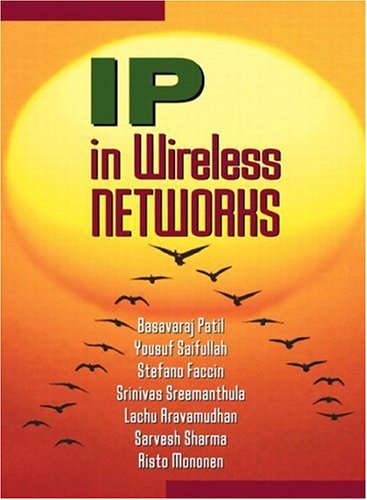 IP
in Wireless
NETWORKS
Basavaraj Patil
Yousuf Saifullah
Stefano Faccin
Srinivas Sreemanthula
Lachu Aravamudhan
Sarvesh Sharma
Risto Mononen